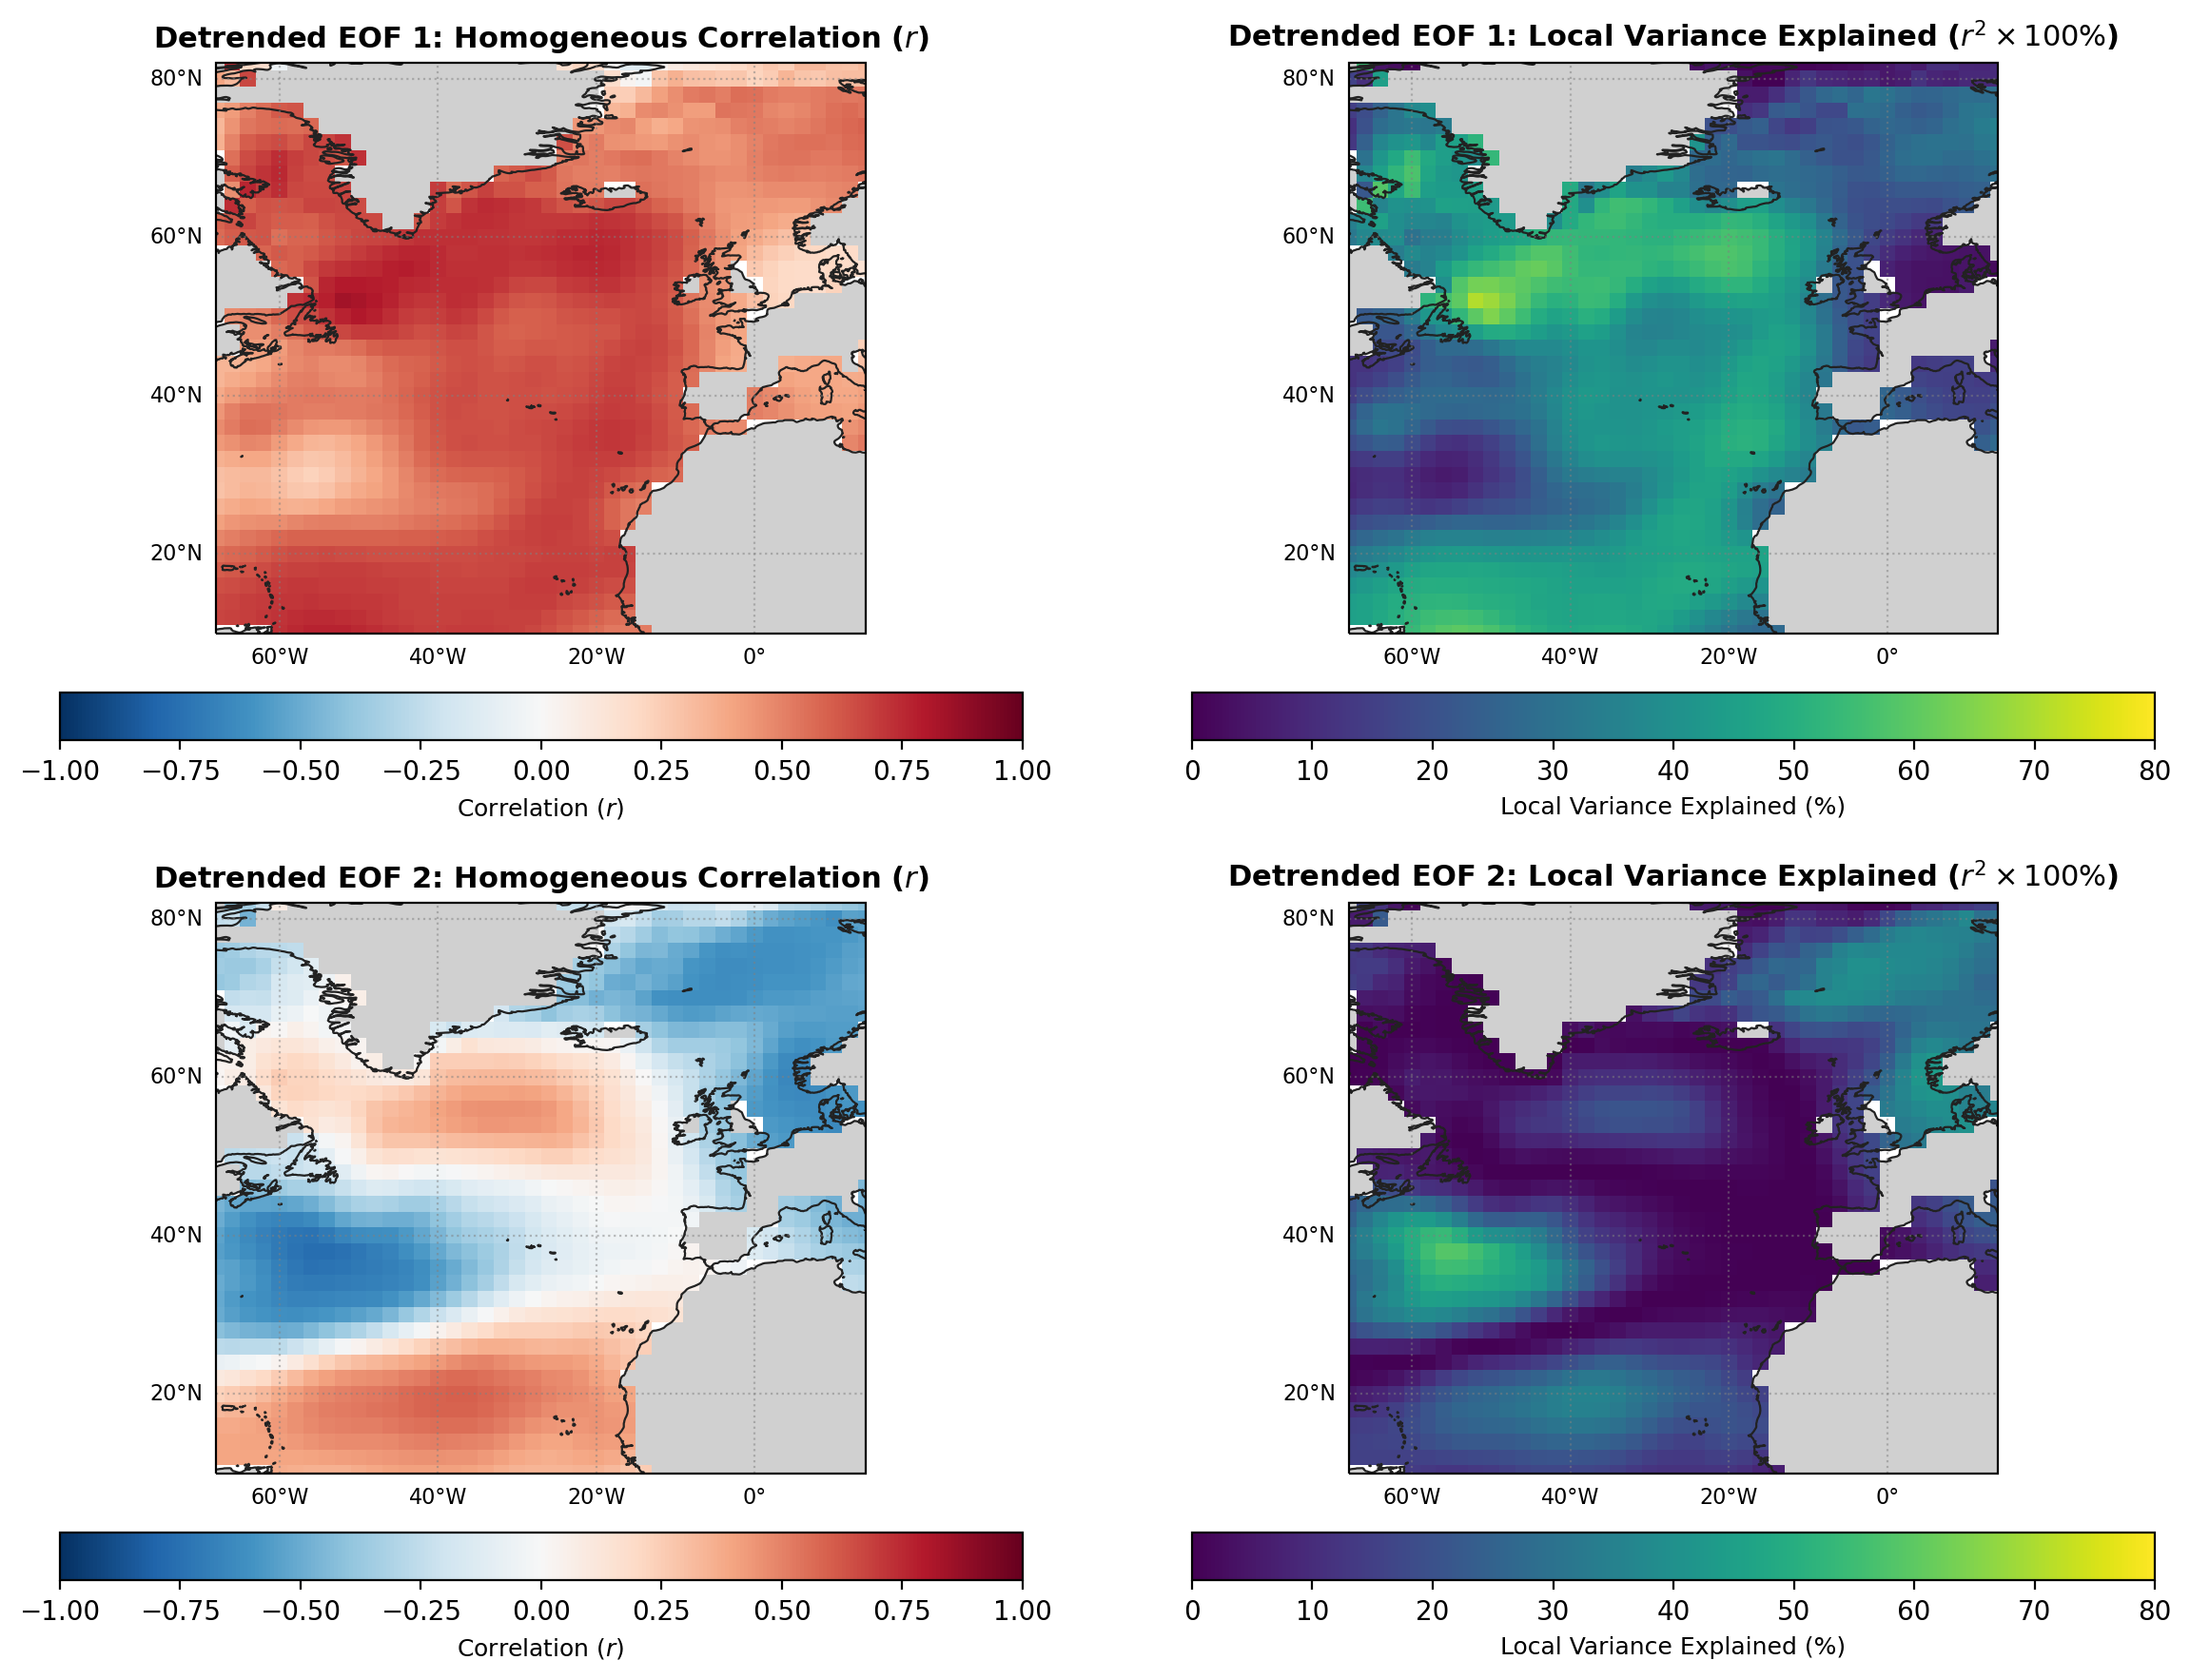 Detrended EOF 1: Homogeneous Correlation (r)
80°N
60°N
40°N
20°N
60°W 40°W 20°W 0°
−1.00 −0.75 −0.50 −0.25 0.00 0.25 0.50 0.75 1.00
Correlation (r)
Detrended EOF 1: Local Variance Explained (r² × 100%)
80°N
60°N
40°N
20°N
60°W 40°W 20°W 0°
0 10 20 30 40 50 60 70 80
Local Variance Explained (%)
Detrended EOF 2: Homogeneous Correlation (r)
80°N
60°N
40°N
20°N
60°W 40°W 20°W 0°
−1.00 −0.75 −0.50 −0.25 0.00 0.25 0.50 0.75 1.00
Correlation (r)
Detrended EOF 2: Local Variance Explained (r² × 100%)
80°N
60°N
40°N
20°N
60°W 40°W 20°W 0°
0 10 20 30 40 50 60 70 80
Local Variance Explained (%)